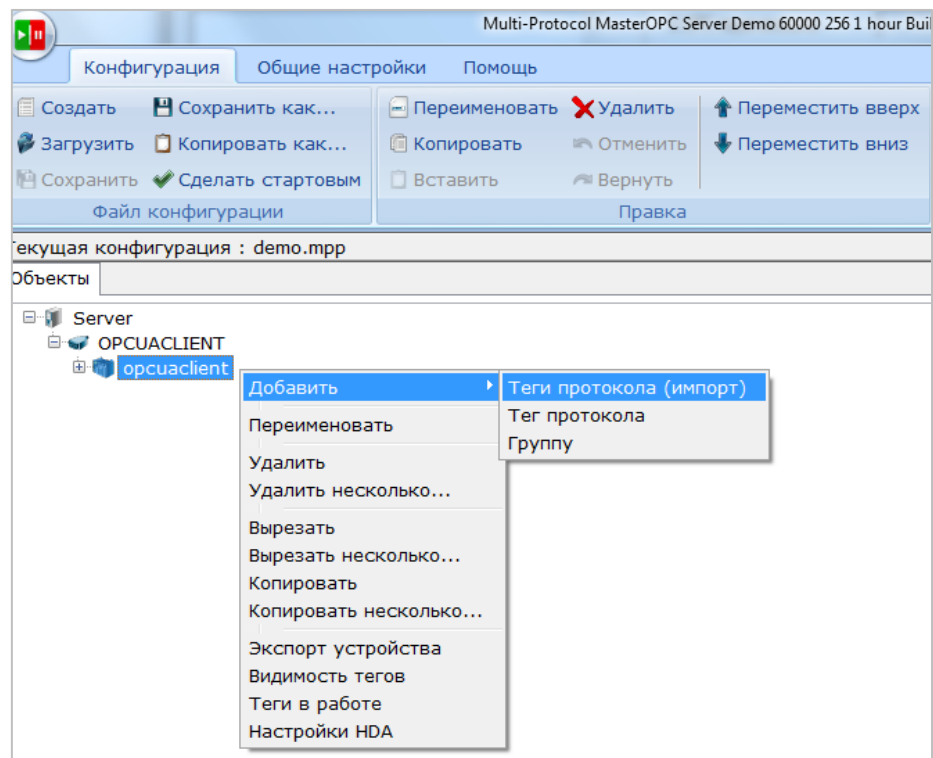 Multi-Protocol MasterOPC Server Demo 60000 256 1 hour Buil
Конфигурация Общие настройки Помощь
Создать Сохранить как... Переименовать Удалить Переместить вверх
Загрузить Копировать как... Копировать Отменить Переместить вниз
Сохранить Сделать стартовым Вставить Вернуть
Файл конфигурации Правка
Текущая конфигурация : demo.mpp
Объекты
Server
OPCUACLIENT
opcuaclient
Добавить
Переименовать
Удалить
Удалить несколько...
Вырезать
Вырезать несколько...
Копировать
Копировать несколько...
Экспорт устройства
Видимость тегов
Теги в работе
Настройки HDA
Теги протокола (импорт)
Тег протокола
Группу